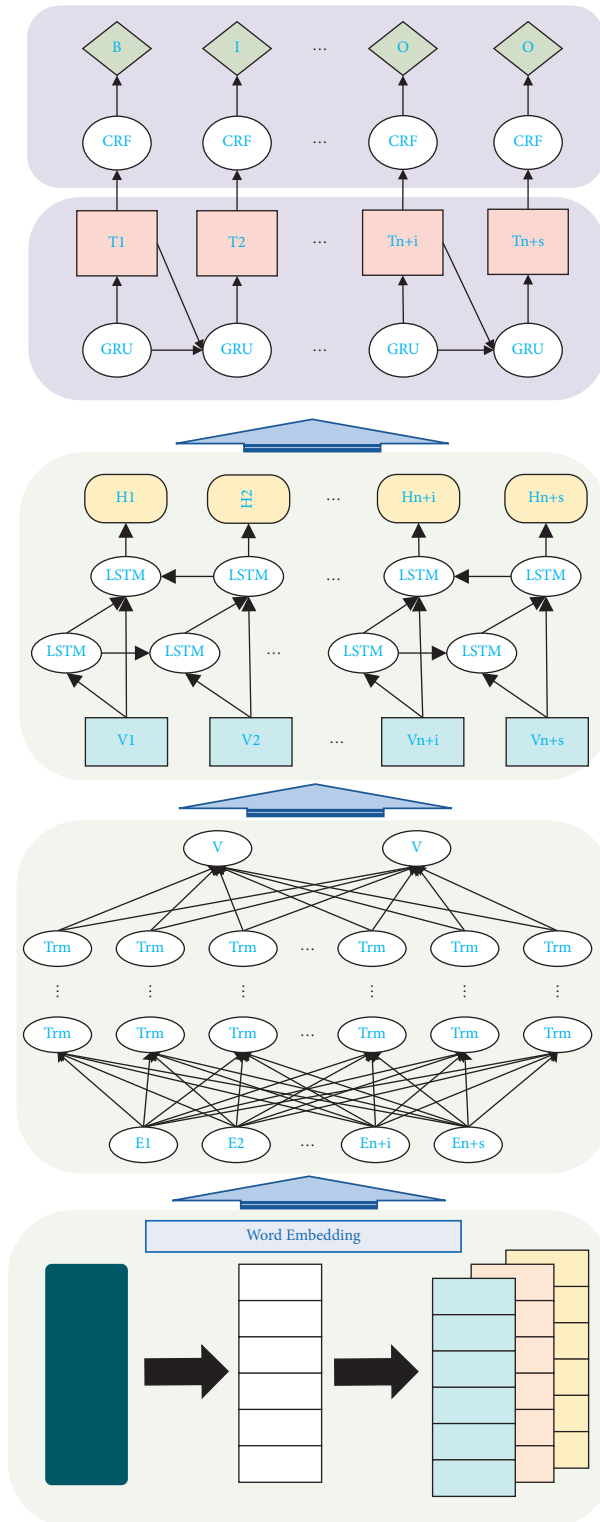 B I ... O O
CRF CRF ... CRF CRF
T1 T2 ... Tn+i Tn+s
GRU GRU ... GRU GRU
H1 H2 ... Hn+i Hn+s
LSTM LSTM ... LSTM LSTM
LSTM LSTM ... LSTM LSTM
V1 V2 ... Vn+i Vn+s
V V
Trm Trm Trm ... Trm Trm Trm
... ... ... ... ... ...
Trm Trm Trm ... Trm Trm Trm
E1 E2 ... En+i En+s
Word Embedding